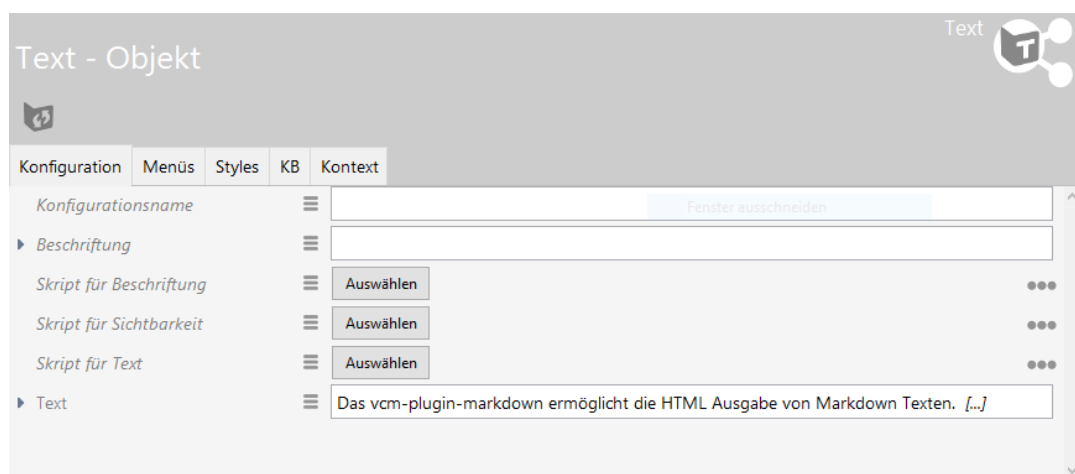 Text
Text - Objekt
Konfiguration Menüs Styles KB Kontext
Konfigurationsname
Fenster ausschneiden
Beschriftung
Skript für Beschriftung Auswählen
Skript für Sichtbarkeit Auswählen
Skript für Text Auswählen
Text Das vcm-plugin-markdown ermöglicht die HTML Ausgabe von Markdown Texten. [...]